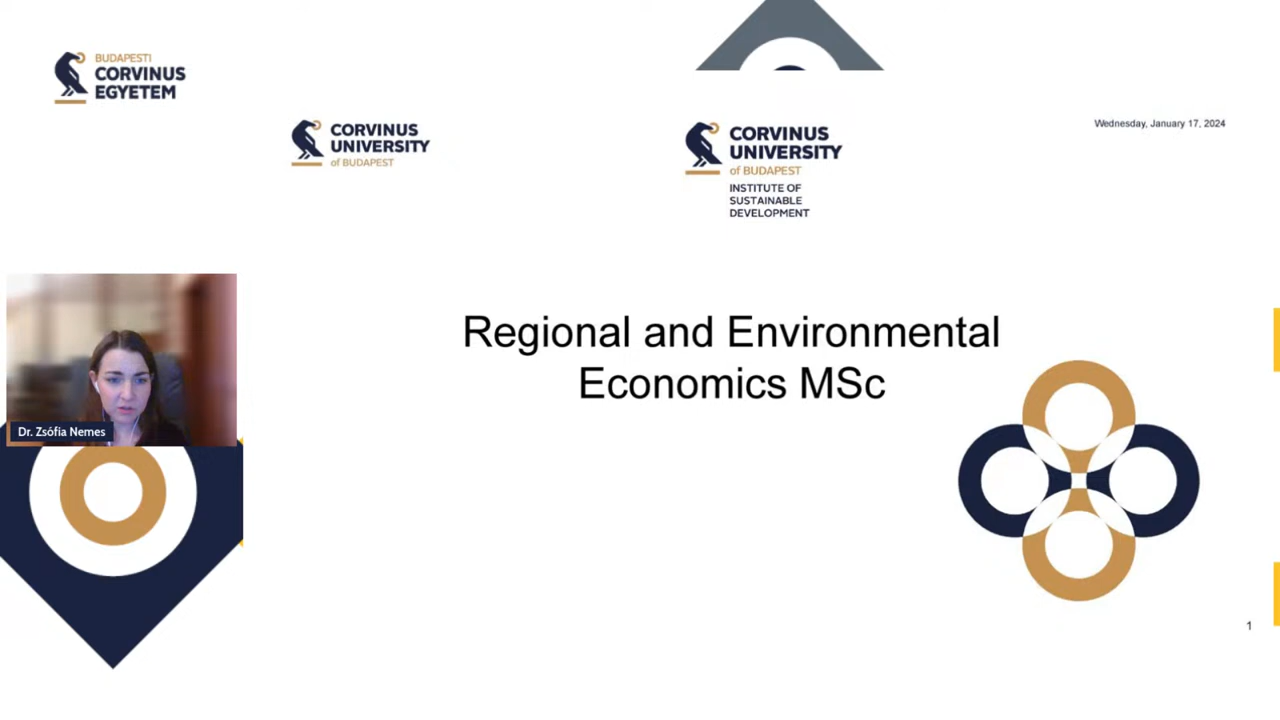 BUDAPESTI
CORVINUS
EGYETEM
CORVINUS
UNIVERSITY
of BUDAPEST
CORVINUS
UNIVERSITY
of BUDAPEST
INSTITUTE OF
SUSTAINABLE
DEVELOPMENT
Wednesday, January 17, 2024
Regional and Environmental
Economics MSc
Dr. Zsófia Nemes
1